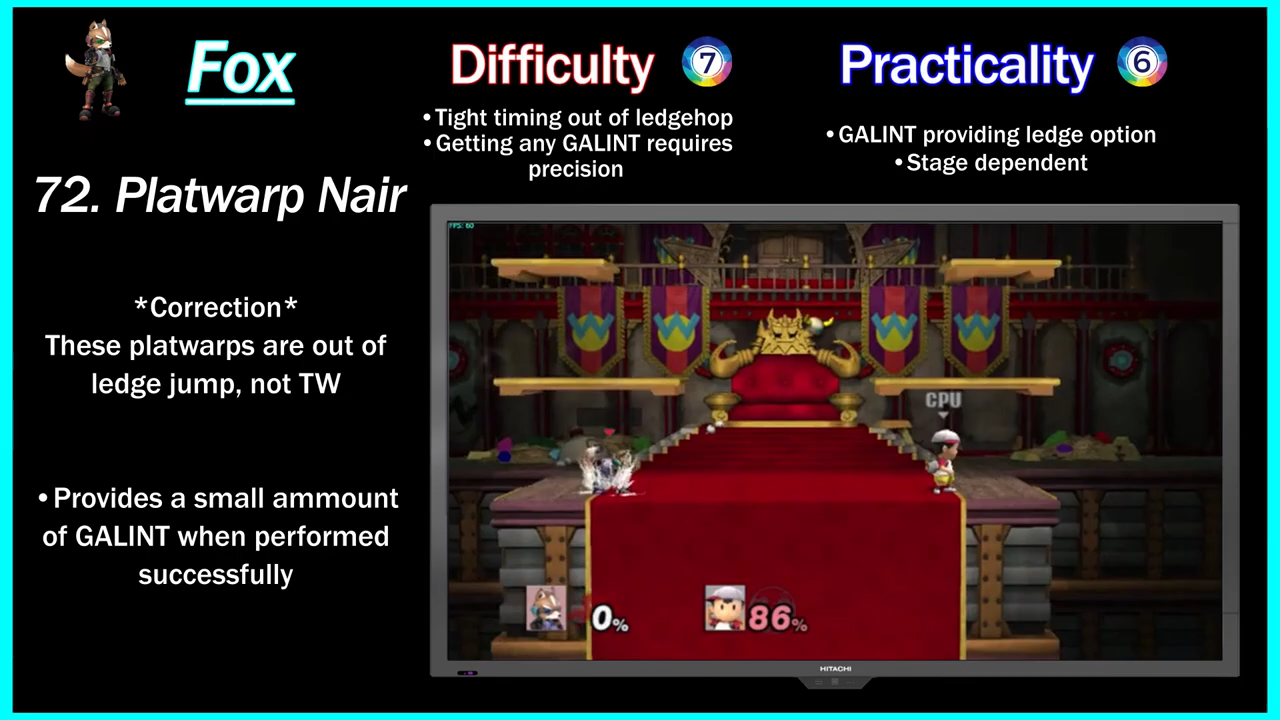 Fox
Difficulty 7
Practicality 6
•Tight timing out of ledgehop
•Getting any GALINT requires
precision
•GALINT providing ledge option
•Stage dependent
72. Platwarp Nair
*Correction*
These platwarps are out of
ledge jump, not TW
•Provides a small ammount
of GALINT when performed
successfully
FPS: 60
CPU
0%
86%
HITACHI